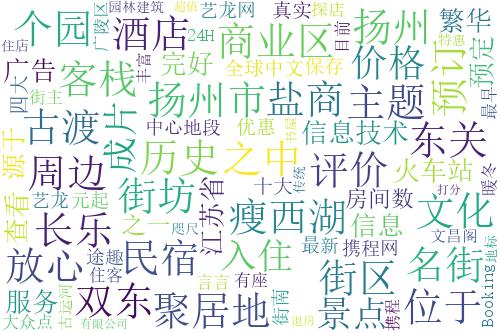 园林建筑
广陵区
超值
艺龙网
真实
探店
个园
酒店
24H
商业区
目前
扬州
繁华
广告
住店
丰富
完好
全球中文保存
价格
特惠
预定
四大
街主
客栈
扬州市
盐商
主题
预订
最早
古渡
成片
中心地段
优惠
出品
信息技术
东关
源于
历史
之中
评价
火车站
暖冬
周边
街坊
江苏省
十大
传统
房间数
打分
文化
查看
艺龙
元起
长乐
之一
咫尺
瘦西湖
信息
文昌阁
放心
途趣
住客
民宿
入住
最新
携程网
名街
地标
Booking
服务
双东
言言
有座
街区
大众点
古运河
聚居地
街南
景点
携程
位于
有限公司
退房